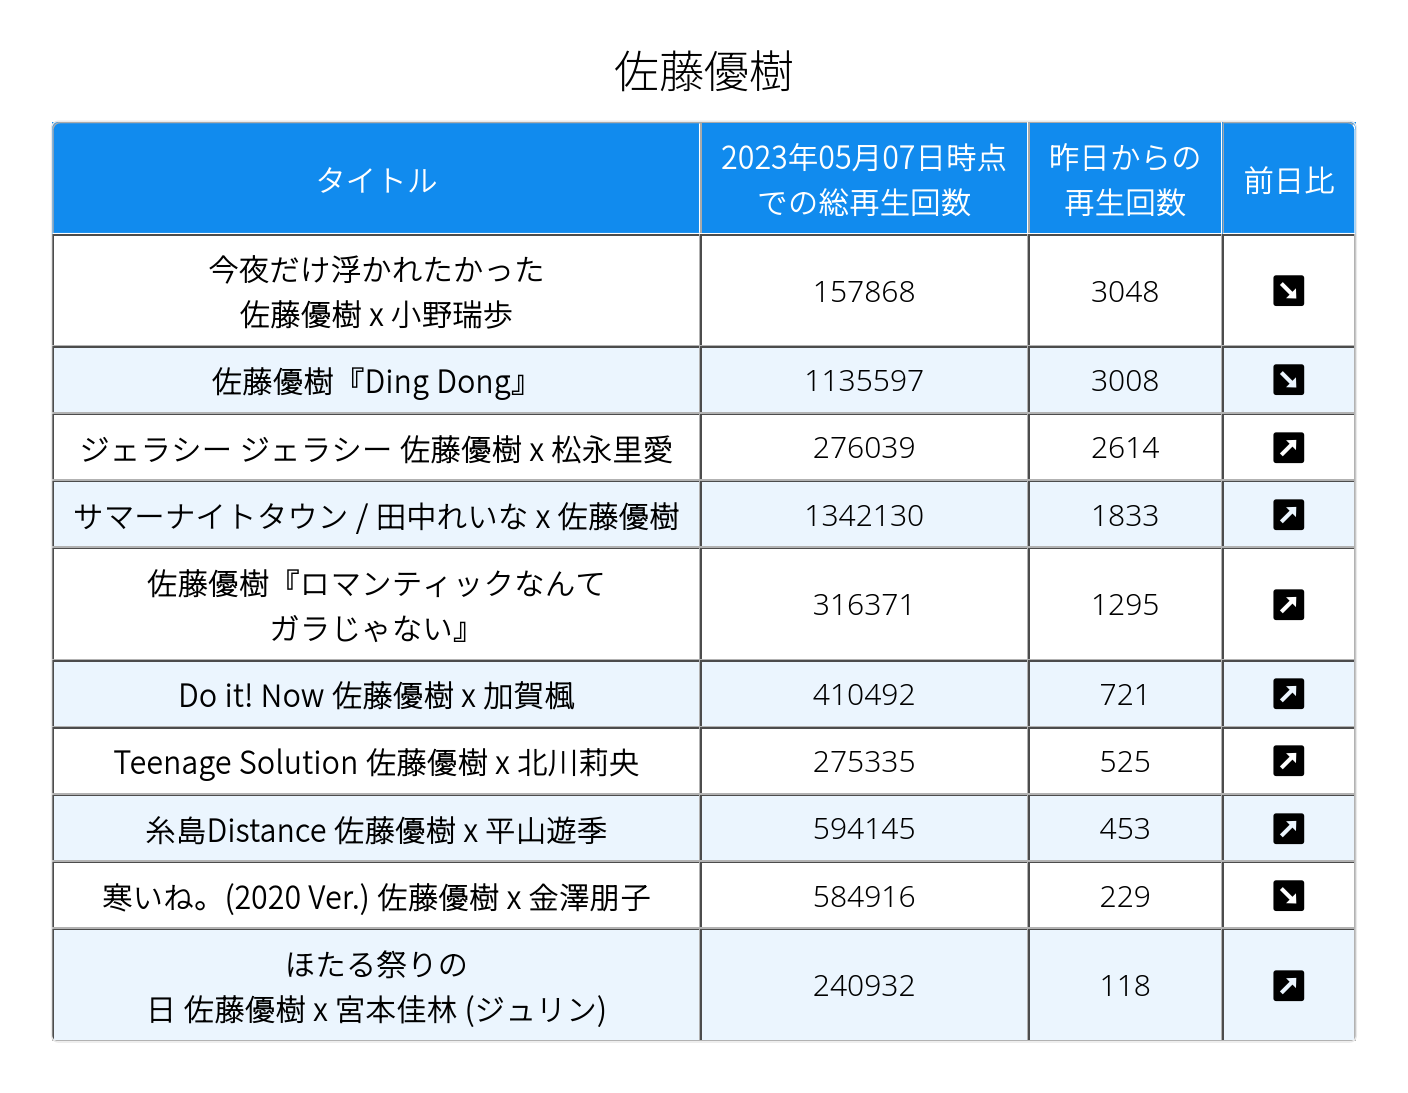 佐藤優樹
タイトル
2023年05月07日時点
での総再生回数
昨日からの
再生回数
前日比
今夜だけ浮かれたかった
佐藤優樹 x 小野瑞歩
157868
3048
佐藤優樹『Ding Dong』
1135597
3008
ジェラシー ジェラシー 佐藤優樹 x 松永里愛
276039
2614
サマーナイトタウン / 田中れいな x 佐藤優樹
1342130
1833
佐藤優樹『ロマンティックなんて
ガラじゃない』
316371
1295
Do it! Now 佐藤優樹 x 加賀楓
410492
721
Teenage Solution 佐藤優樹 x 北川莉央
275335
525
糸島Distance 佐藤優樹 x 平山遊季
594145
453
寒いね。(2020 Ver.) 佐藤優樹 x 金澤朋子
584916
229
ほたる祭りの
日 佐藤優樹 x 宮本佳林 (ジュリン)
240932
118